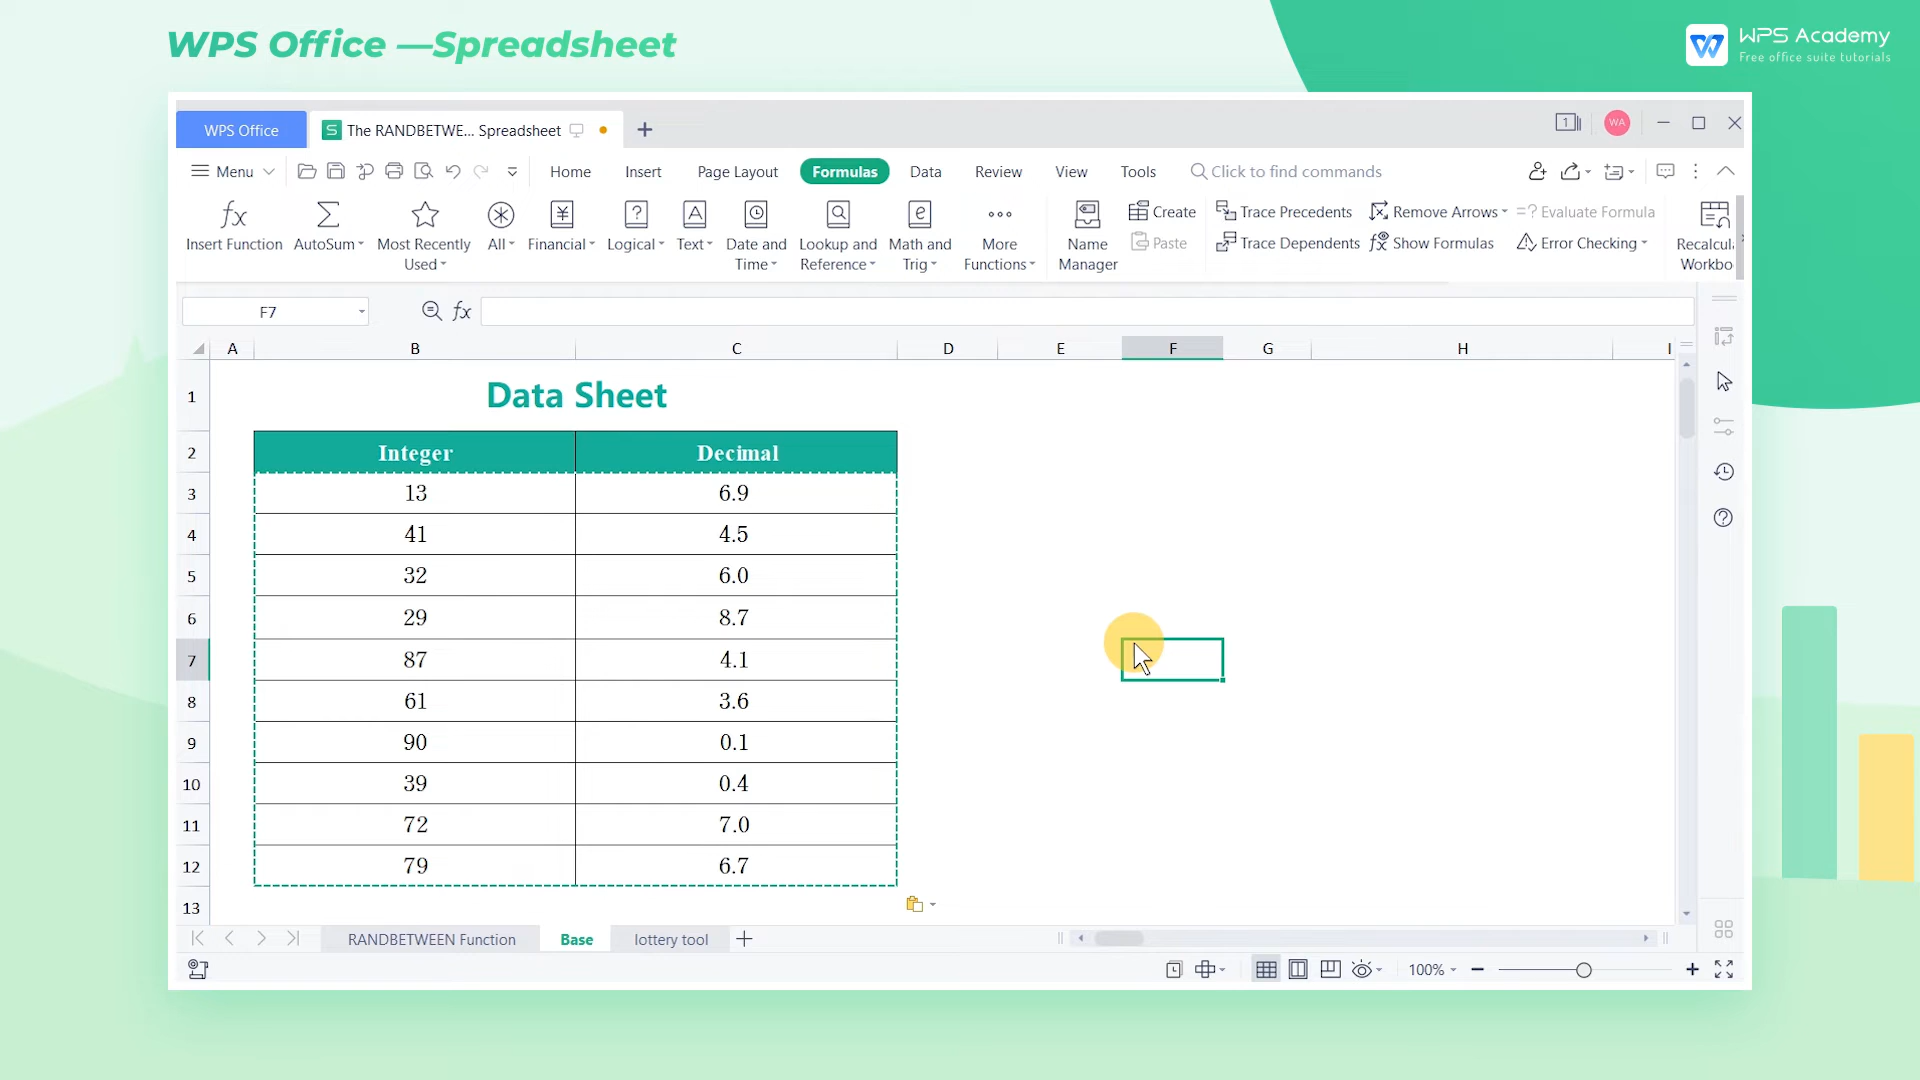 WPS Office —Spreadsheet
WPS Academy
Free office suite tutorials
WPS Office
The RANDBETWE... Spreadsheet
1
WA
Menu
Home
Insert
Page Layout
Formulas
Data
Review
View
Tools
Click to find commands
Insert Function
AutoSum
Most Recently
Used
All
Financial
Logical
Text
Date and
Time
Lookup and
Reference
Math and
Trig
More
Functions
Name
Manager
Create
Paste
Trace Precedents
Trace Dependents
Remove Arrows
Show Formulas
=? Evaluate Formula
Error Checking
Recalcul
Workbo
F7
fx
A B C D E F G H I
1 Data Sheet
2 Integer Decimal
3 13 6.9
4 41 4.5
5 32 6.0
6 29 8.7
7 87 4.1
8 61 3.6
9 90 0.1
10 39 0.4
11 72 7.0
12 79 6.7
13
RANDBETWEEN Function
Base
lottery tool
100%